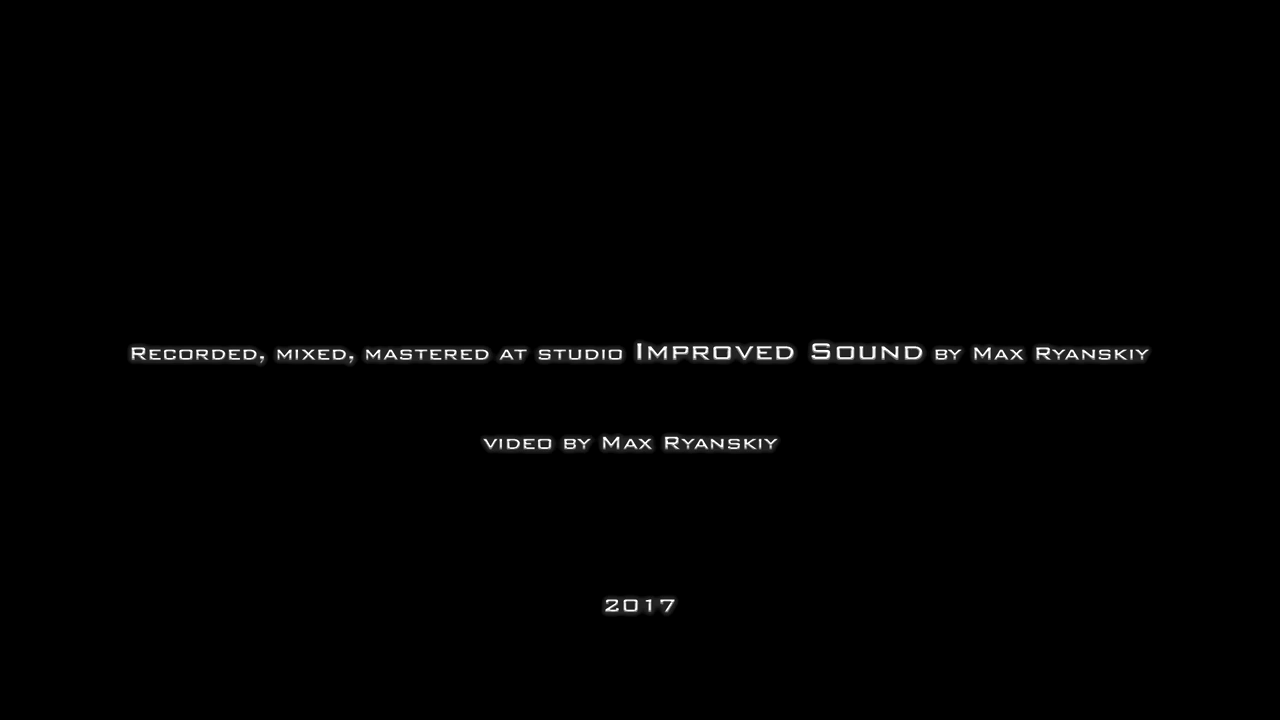 Recorded, mixed, mastered at studio Improved Sound by Max Ryanskiy
video by Max Ryanskiy
2017